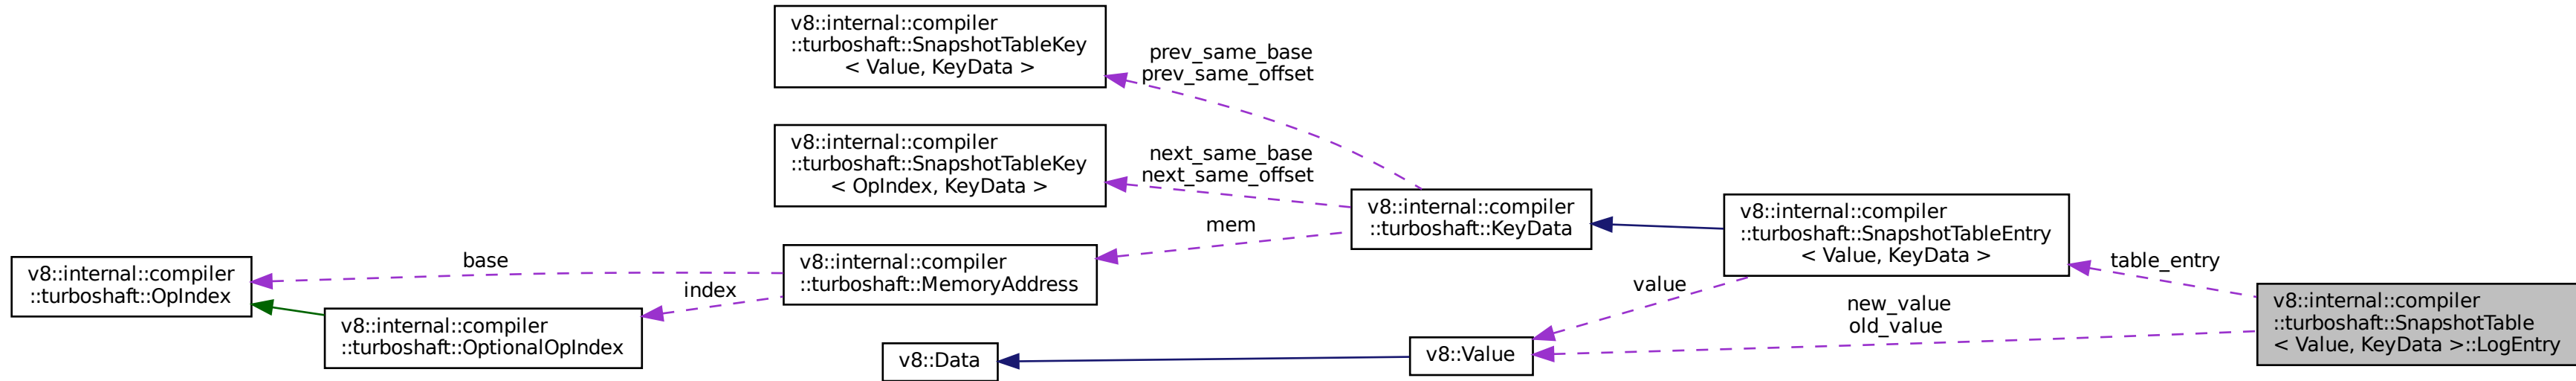 v8::internal::compiler
::turboshaft::SnapshotTableKey
< Value, KeyData >
prev_same_base
prev_same_offset
v8::internal::compiler
::turboshaft::SnapshotTableKey
< OpIndex, KeyData >
next_same_base
next_same_offset
v8::internal::compiler
::turboshaft::KeyData
v8::internal::compiler
::turboshaft::SnapshotTableEntry
< Value, KeyData >
mem
table_entry
v8::internal::compiler
::turboshaft::OpIndex
base
v8::internal::compiler
::turboshaft::MemoryAddress
index
v8::internal::compiler
::turboshaft::OptionalOpIndex
value
new_value
old_value
v8::internal::compiler
::turboshaft::SnapshotTable
< Value, KeyData >::LogEntry
v8::Data
v8::Value